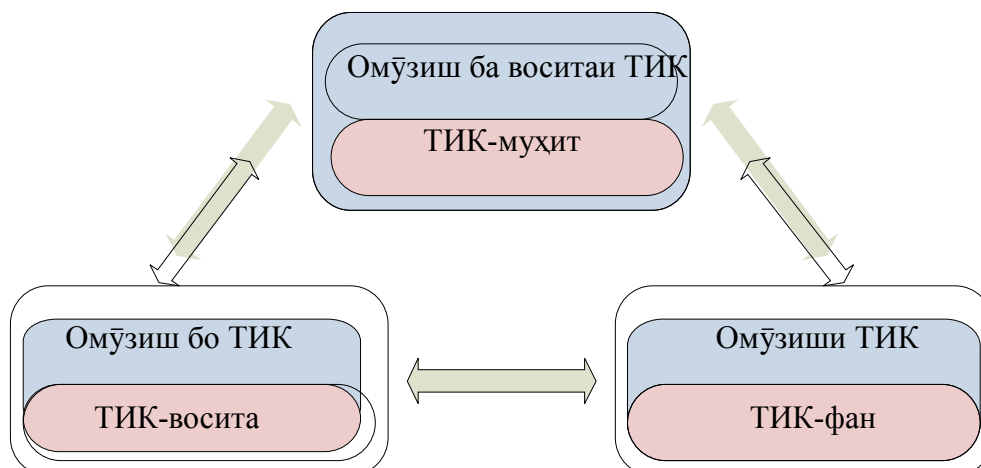 Омӯзиш ба воситаи ТИК
ТИК-муҳит
Омӯзиш бо ТИК
ТИК-восита
Омӯзиши ТИК
ТИК-фан